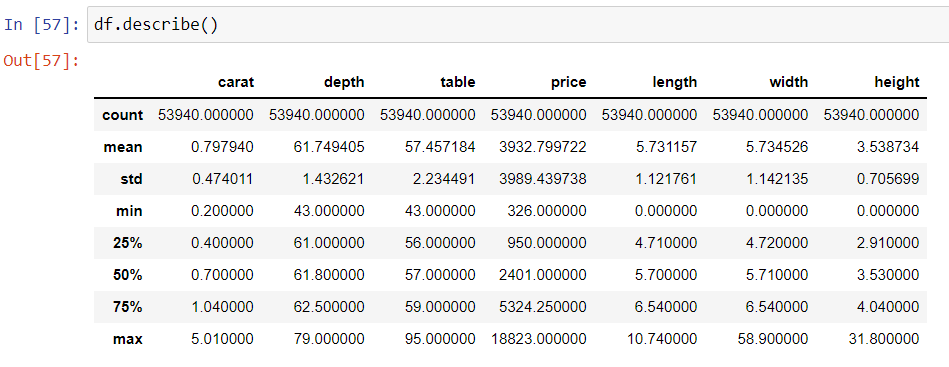 In [57]: df.describe()
Out[57]:
carat depth table price length width height
count 53940.000000 53940.000000 53940.000000 53940.000000 53940.000000 53940.000000 53940.000000
mean 0.797940 61.749405 57.457184 3932.799722 5.731157 5.734526 3.538734
std 0.474011 1.432621 2.234491 3989.439738 1.121761 1.142135 0.705699
min 0.200000 43.000000 43.000000 326.000000 0.000000 0.000000 0.000000
25% 0.400000 61.000000 56.000000 950.000000 4.710000 4.720000 2.910000
50% 0.700000 61.800000 57.000000 2401.000000 5.700000 5.710000 3.530000
75% 1.040000 62.500000 59.000000 5324.250000 6.540000 6.540000 4.040000
max 5.010000 79.000000 95.000000 18823.000000 10.740000 58.900000 31.800000